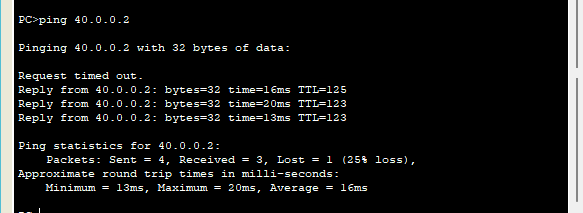 PC>ping 40.0.0.2
Pinging 40.0.0.2 with 32 bytes of data:
Request timed out.
Reply from 40.0.0.2: bytes=32 time=16ms TTL=125
Reply from 40.0.0.2: bytes=32 time=20ms TTL=123
Reply from 40.0.0.2: bytes=32 time=13ms TTL=123
Ping statistics for 40.0.0.2:
Packets: Sent = 4, Received = 3, Lost = 1 (25% loss),
Approximate round trip times in milli-seconds:
Minimum = 13ms, Maximum = 20ms, Average = 16ms